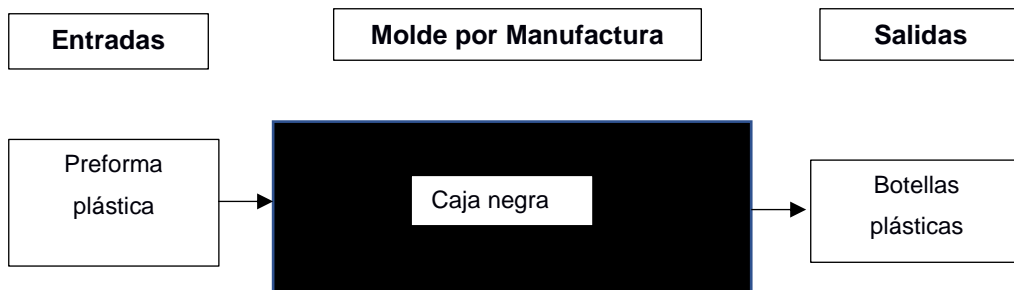 Entradas
Molde por Manufactura
Salidas
Preforma
plástica
Caja negra
Botellas
plásticas